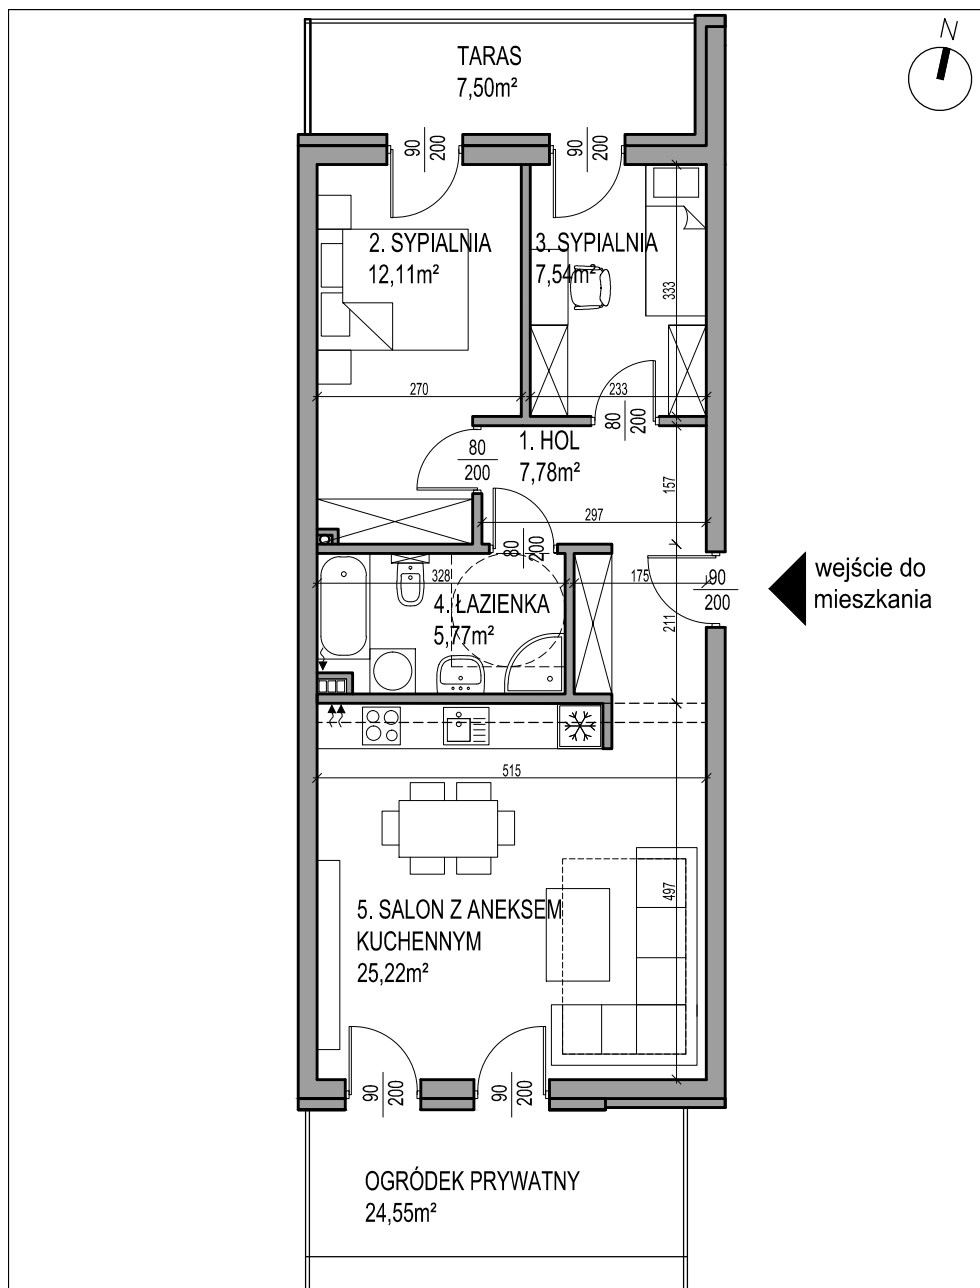 N
TARAS
7,50m²
90
200
90
200
2. SYPIALNIA
12,11m²
3. SYPIALNIA
7,54m²
333
270
233
80
200
80
200
1. HOL
7,78m²
157
297
80
200
328
175
90
200
wejście do
mieszkania
4. ŁAZIENKA
5,77m²
211
515
497
5. SALON Z ANEKSEM
KUCHENNYM
25,22m²
90
200
90
200
OGRÓDEK PRYWATNY
24,55m²